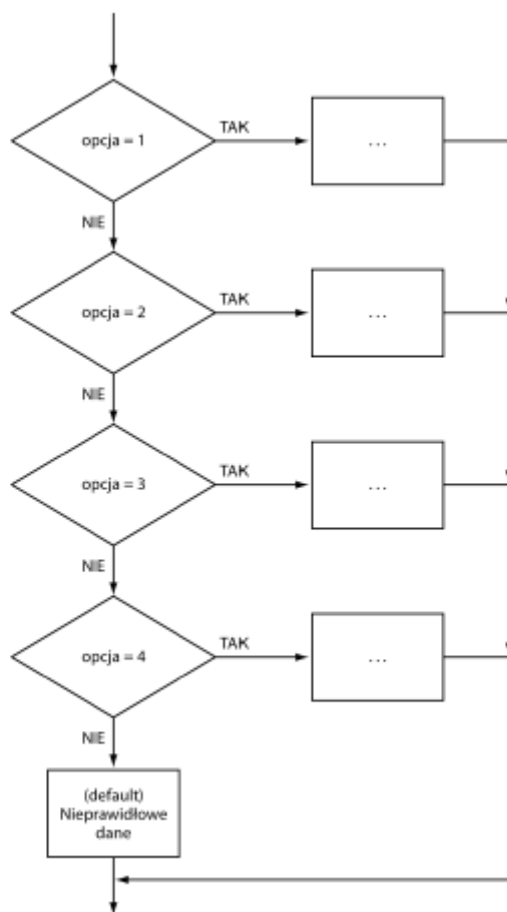 opcja = 1
TAK
...
NIE
opcja = 2
TAK
...
NIE
opcja = 3
TAK
...
NIE
opcja = 4
TAK
...
NIE
(default)
Nieprawidłowe
dane